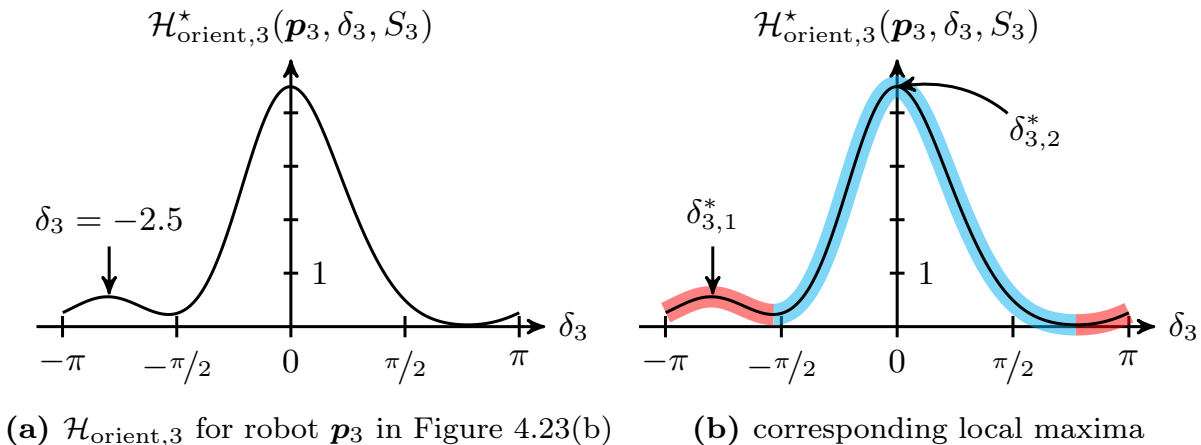 ℋ⋆orient,3(𝒑3, δ3, S3)
ℋ⋆orient,3(𝒑3, δ3, S3)
δ*3,2
δ3 = −2.5
δ*3,1
1
1
δ3
δ3
−π
−π/2
0
π/2
π
−π
−π/2
0
π/2
π
(a) ℋorient,3 for robot 𝒑3 in Figure 4.23(b)
(b) corresponding local maxima